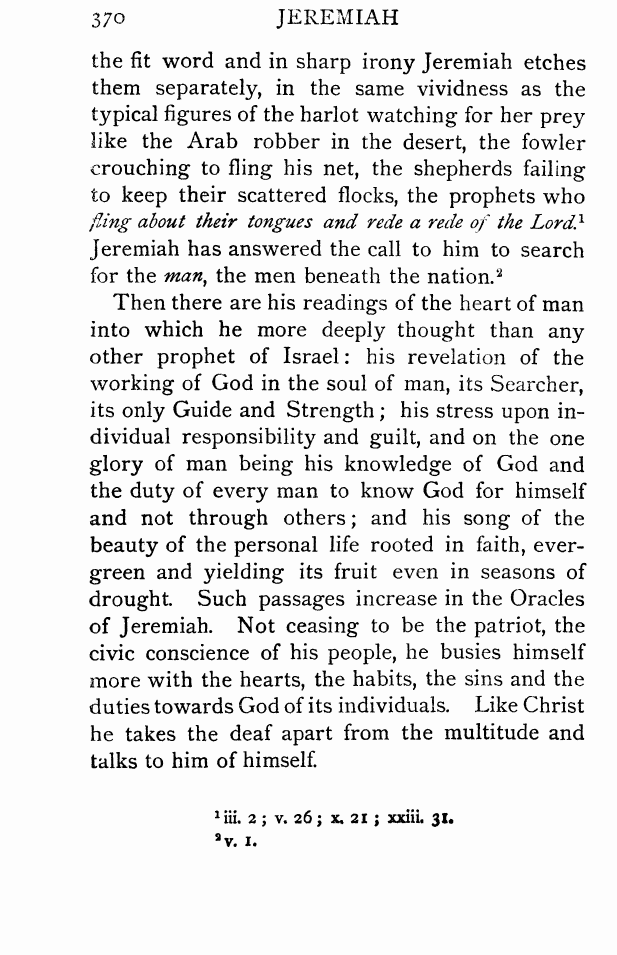 370 JEREMIAH
the fit word and in sharp irony Jeremiah etches
them separately, in the same vividness as the
typical figures of the harlot watching for her prey
like the Arab robber in the desert, the fowler
crouching to fling his net, the shepherds failing
to keep their scattered flocks, the prophets who
fling about their tongues and rede a rede of the Lord.¹
Jeremiah has answered the call to him to search
for the man, the men beneath the nation.²
Then there are his readings of the heart of man
into which he more deeply thought than any
other prophet of Israel : his revelation of the
working of God in the soul of man, its Searcher,
its only Guide and Strength ; his stress upon in-
dividual responsibility and guilt, and on the one
glory of man being his knowledge of God and
the duty of every man to know God for himself
and not through others ; and his song of the
beauty of the personal life rooted in faith, ever-
green and yielding its fruit even in seasons of
drought. Such passages increase in the Oracles
of Jeremiah. Not ceasing to be the patriot, the
civic conscience of his people, he busies himself
more with the hearts, the habits, the sins and the
duties towards God of its individuals. Like Christ
he takes the deaf apart from the multitude and
talks to him of himself.
¹ iii. 2 ; v. 26 ; x. 21 ; xxiii. 31.
² v. 1.